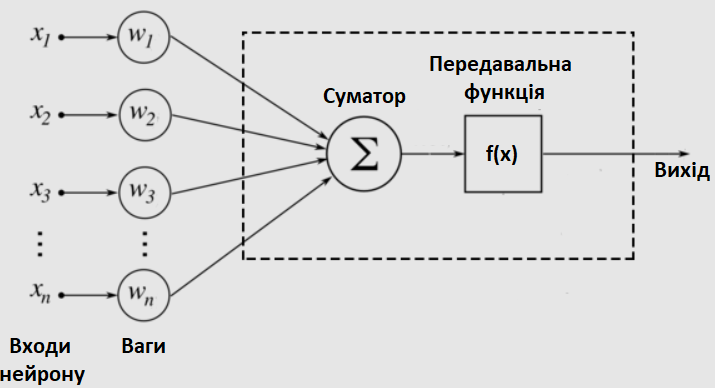 x1 w1
Передавальна
функція
Суматор
x2 w2
Σ
f(x)
Вихід
x3 w3
xn wn
Входи
нейрону
Ваги